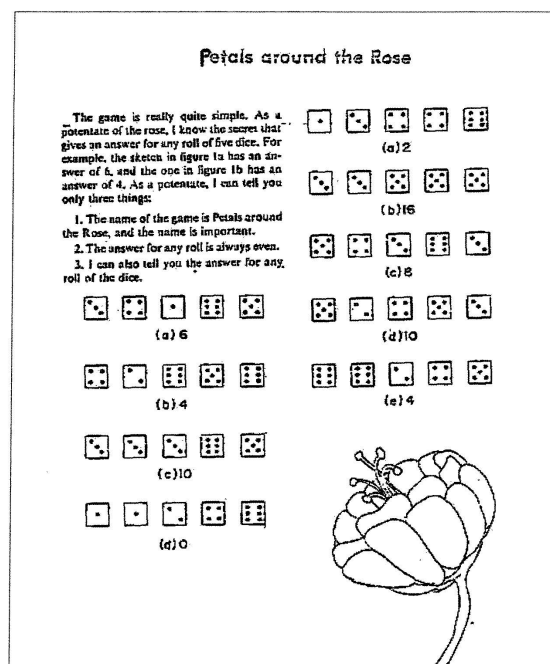 Petals around the Rose
The game is really quite simple. As a
potentate of the rose, I know the secret that
gives an answer for any roll of five dice. For
example, the sketch in figure 1a has an an-
swer of 6, and the one in figure 1b has an
answer of 4. As a potentate, I can tell you
only three things:
1. The name of the game is Petals around
the Rose, and the name is important.
2. The answer for any roll is always even.
3. I can also tell you the answer for any
roll of the dice.
(a) 6
(b) 4
(c) 10
(d) 0
(a) 2
(b) 16
(c) 8
(d) 10
(e) 4